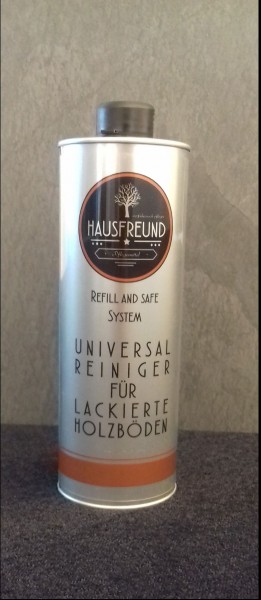 HAUSFREUND
REFILL AND SAFE
SYSTEM
UNIVERSAL
REINIGER
FÜR
LACKIERTE
HOLZBÖDEN